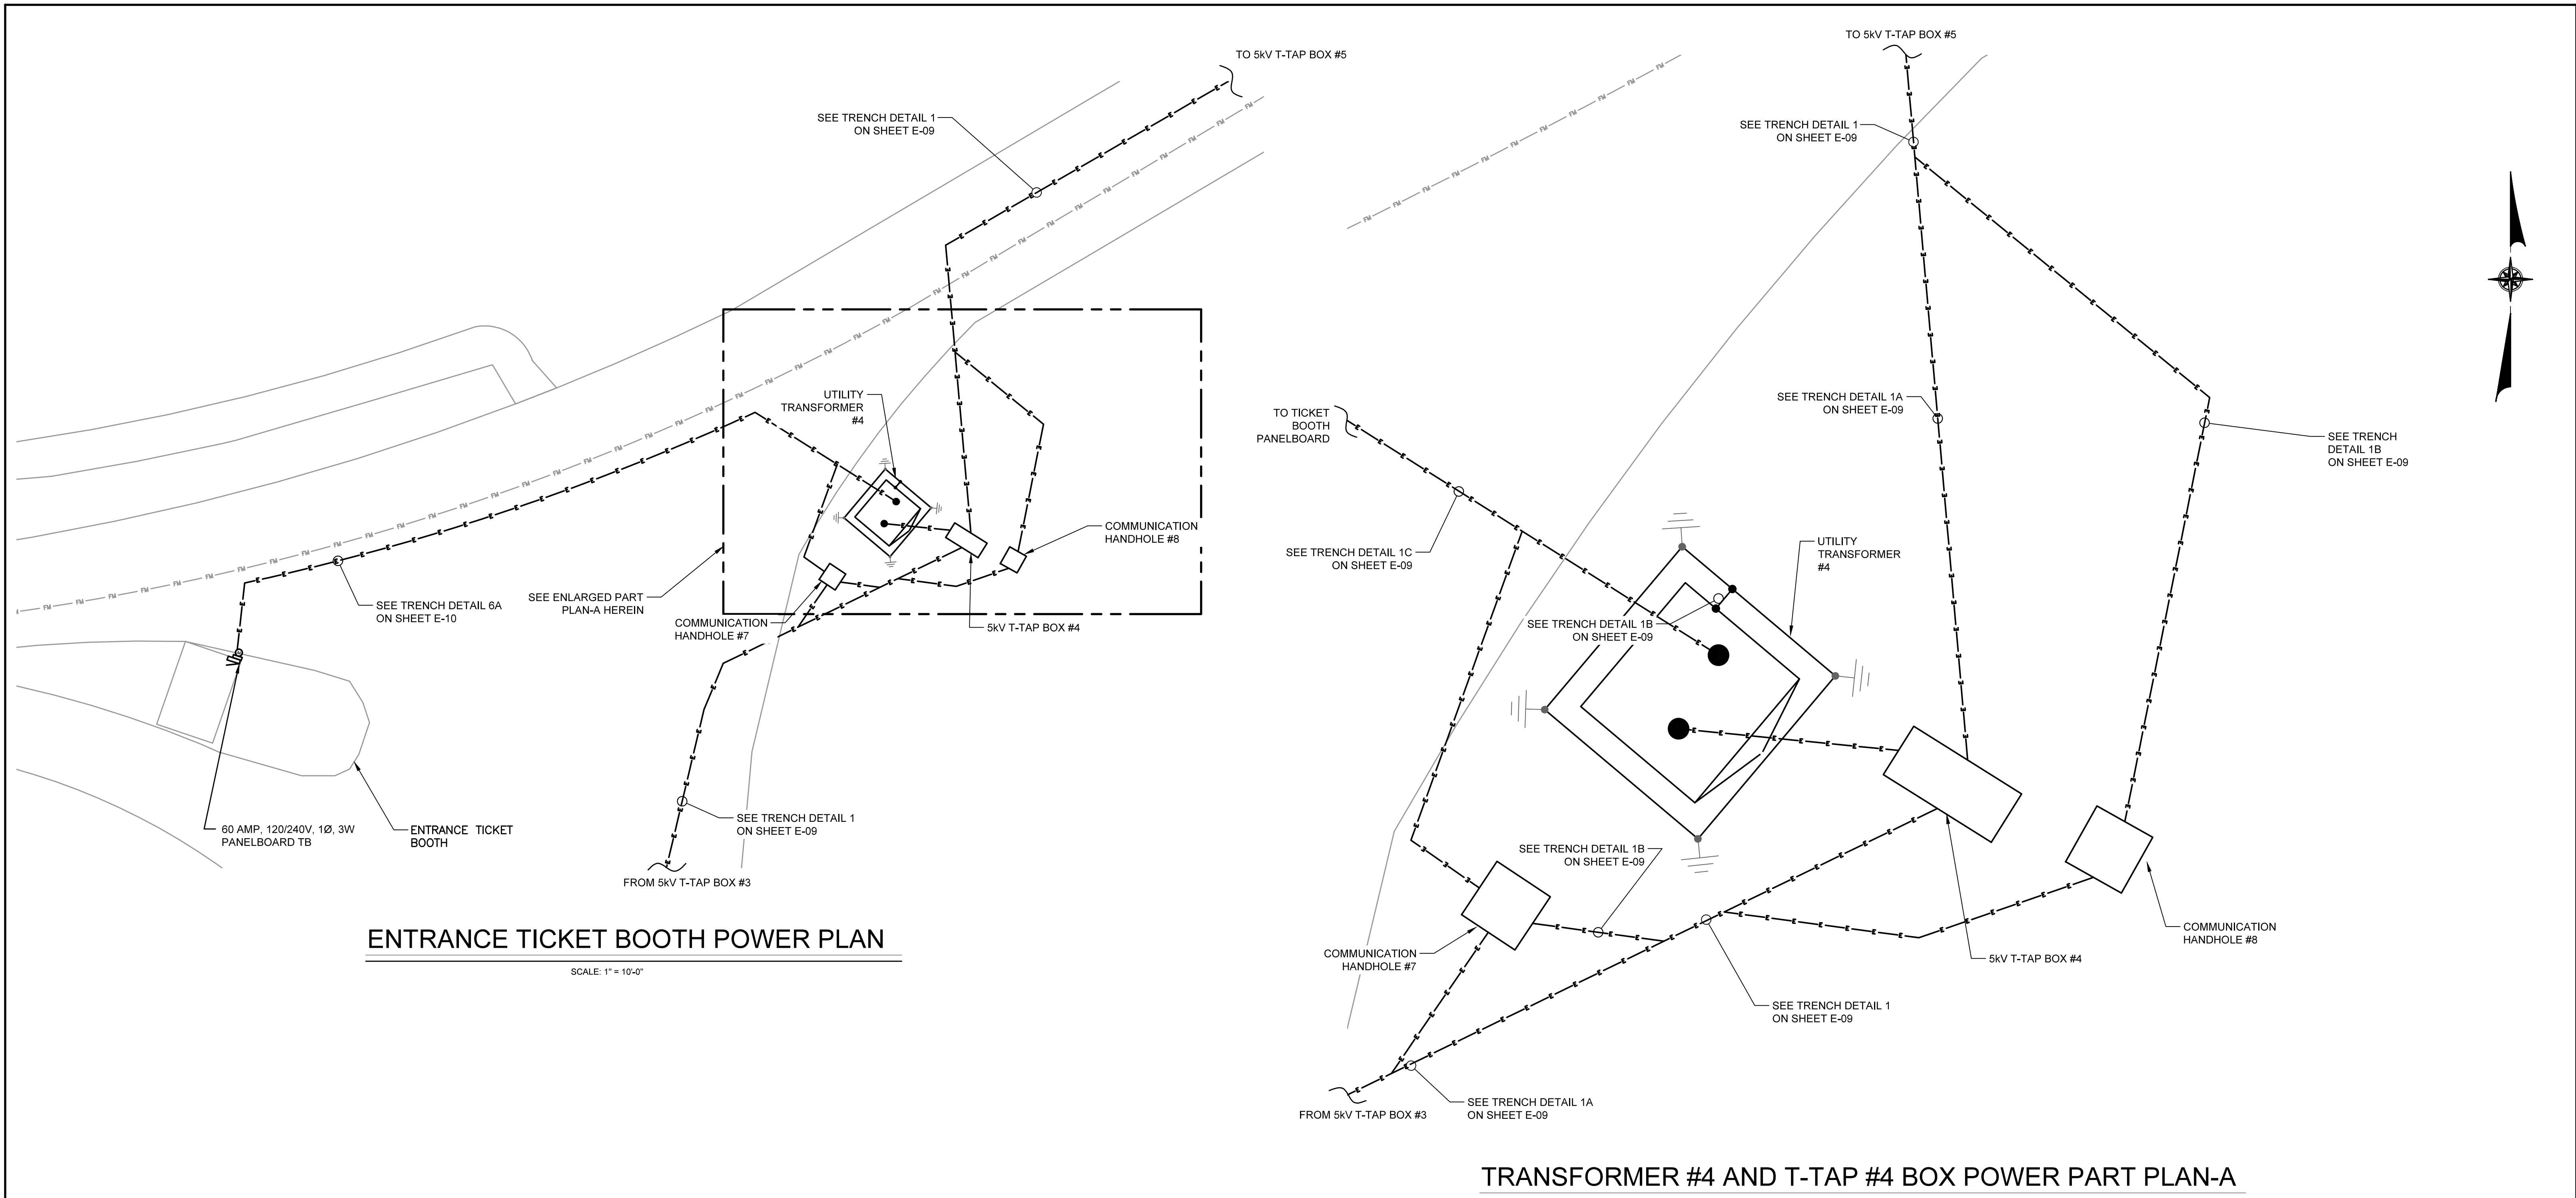 TO 5kV T-TAP BOX #5
SEE TRENCH DETAIL 1
ON SHEET E-09
UTILITY
TRANSFORMER
#4
COMMUNICATION
HANDHOLE #8
SEE ENLARGED PART
PLAN-A HEREIN
SEE TRENCH DETAIL 6A
ON SHEET E-10
COMMUNICATION
HANDHOLE #7
5kV T-TAP BOX #4
60 AMP, 120/240V, 1Ø, 3W
PANELBOARD TB
ENTRANCE TICKET
BOOTH
SEE TRENCH DETAIL 1
ON SHEET E-09
FROM 5kV T-TAP BOX #3
ENTRANCE TICKET BOOTH POWER PLAN
SCALE: 1" = 10'-0"
TO 5kV T-TAP BOX #5
SEE TRENCH DETAIL 1
ON SHEET E-09
SEE TRENCH DETAIL 1A
ON SHEET E-09
TO TICKET
BOOTH
PANELBOARD
SEE TRENCH
DETAIL 1B
ON SHEET E-09
SEE TRENCH DETAIL 1C
ON SHEET E-09
UTILITY
TRANSFORMER
#4
SEE TRENCH DETAIL 1B
ON SHEET E-09
SEE TRENCH DETAIL 1B
ON SHEET E-09
COMMUNICATION
HANDHOLE #7
COMMUNICATION
HANDHOLE #8
5kV T-TAP BOX #4
SEE TRENCH DETAIL 1
ON SHEET E-09
SEE TRENCH DETAIL 1A
ON SHEET E-09
FROM 5kV T-TAP BOX #3
TRANSFORMER #4 AND T-TAP #4 BOX POWER PART PLAN-A